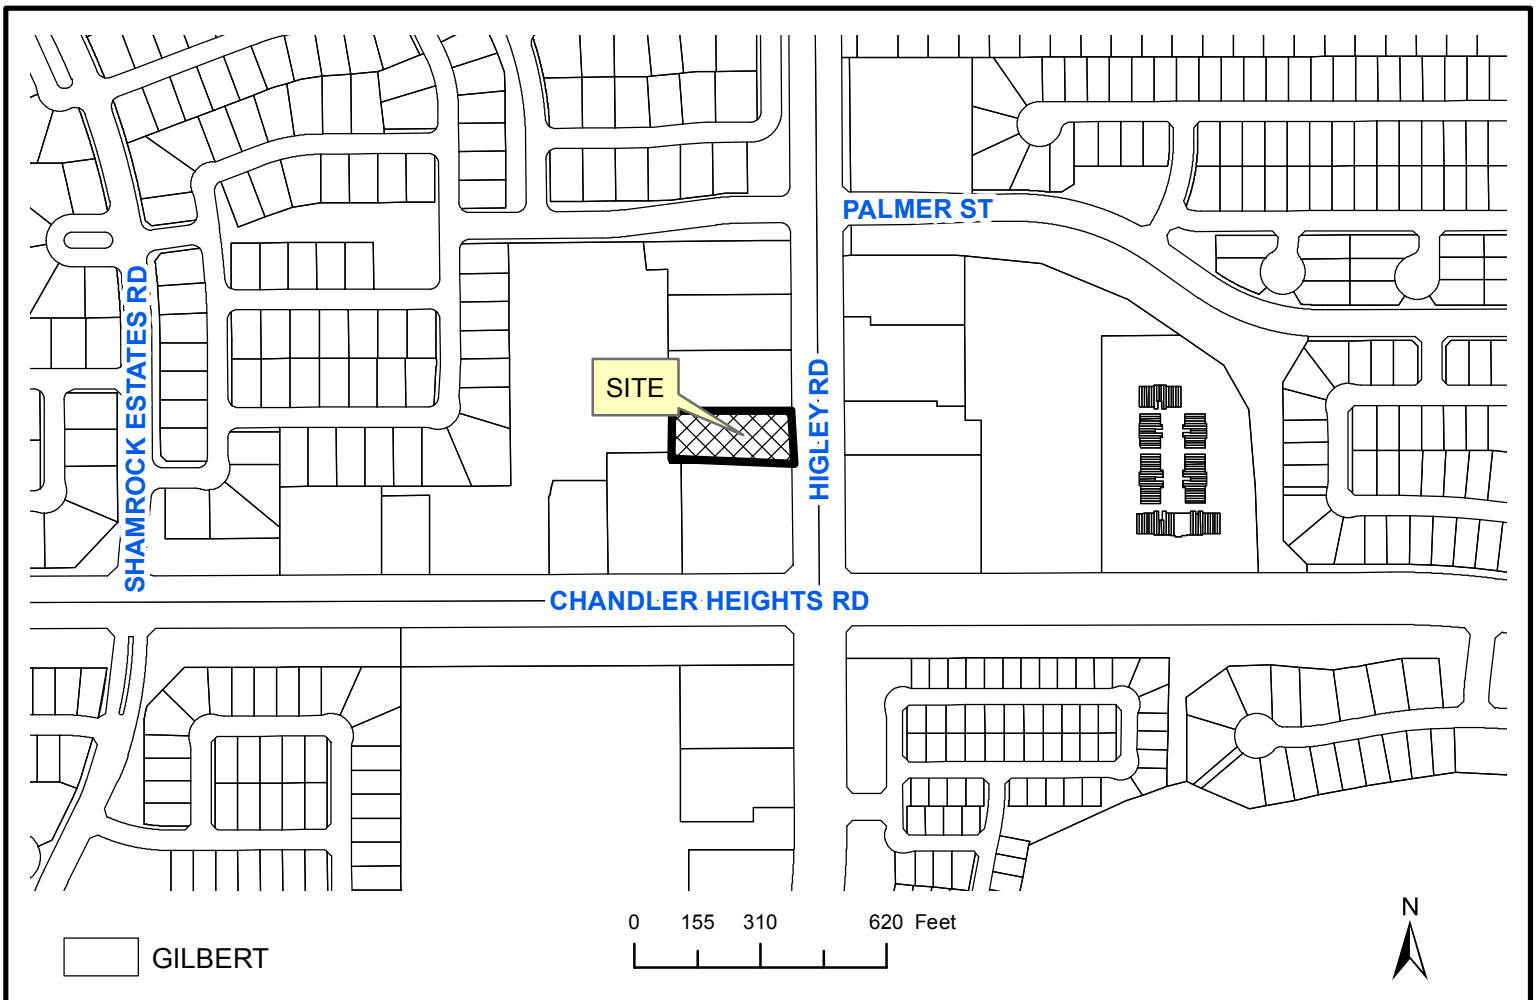 PALMER ST
SHAMROCK ESTATES RD
SITE
HIGLEY RD
CHANDLER HEIGHTS RD
0 155 310 620 Feet
N
GILBERT